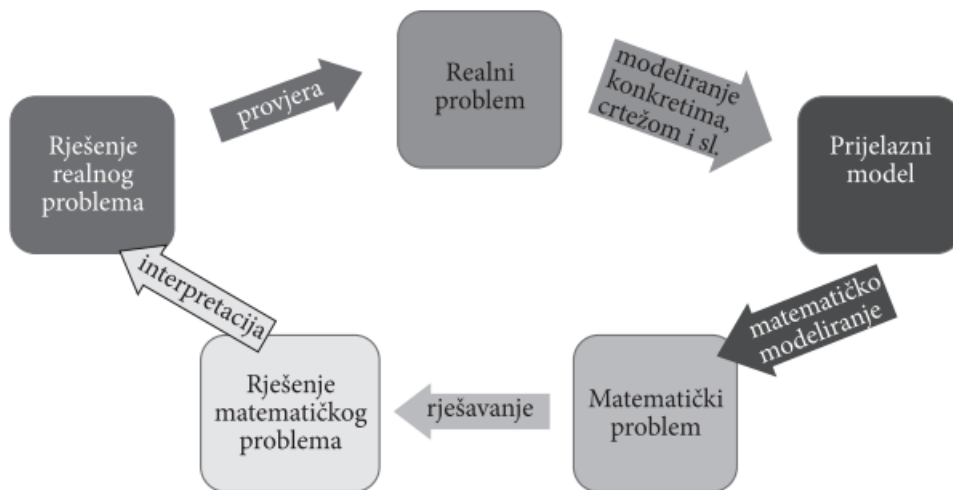 Realni
problem
modeliranje
konkretima,
crtežom i sl.
Prijelazni
model
matematičko
modeliranje
Matematički
problem
rješavanje
Rješenje
matematičkog
problema
interpretacija
Rješenje
realnog
problema
provjera